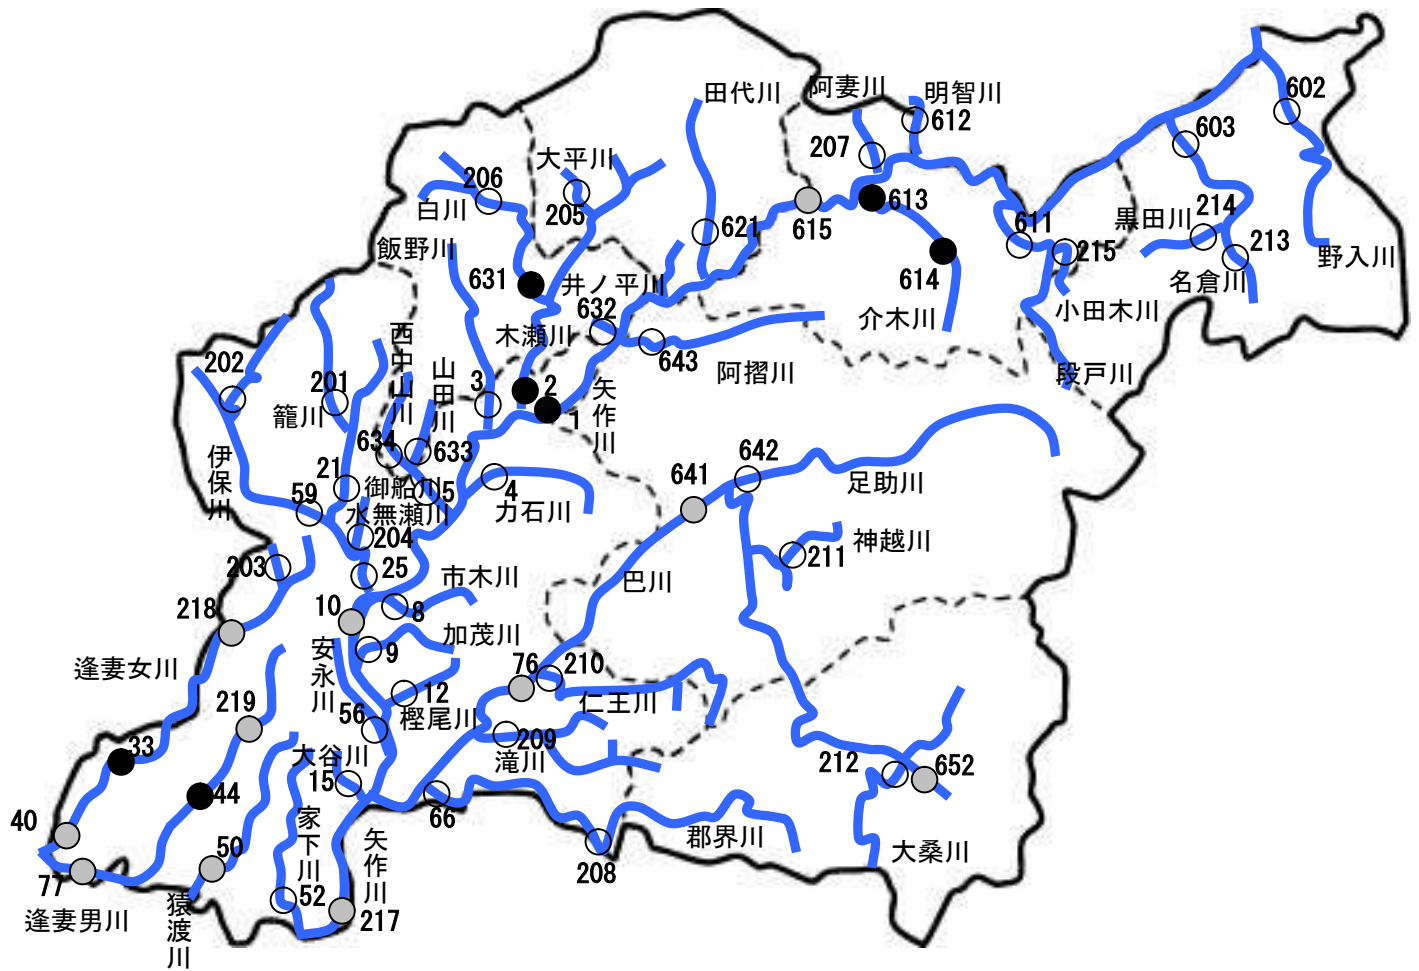 田代川
阿妻川
明智川
602
612
603
207
大平川
206
205
白川
613
214
黒田川
611
621
615
213
215
飯野川
614
野入川
631
井ノ平川
名倉川
632
介木川
小田木川
木瀬川
西中山川
643
阿摺川
202
山田川
3
2
段戸川
201
籠川
1
矢作川
634
633
642
伊保川
21
641
御船川
5
4
足助川
59
水無瀬川
力石川
204
神越川
203
25
211
市木川
巴川
218
10
8
加茂川
安永川
9
逢妻女川
76
210
12
仁王川
219
56
樫尾川
209
33
大谷川
滝川
15
212
652
44
66
家下川
40
50
矢作川
郡界川
大桑川
77
208
52
逢妻男川
猿渡川
217